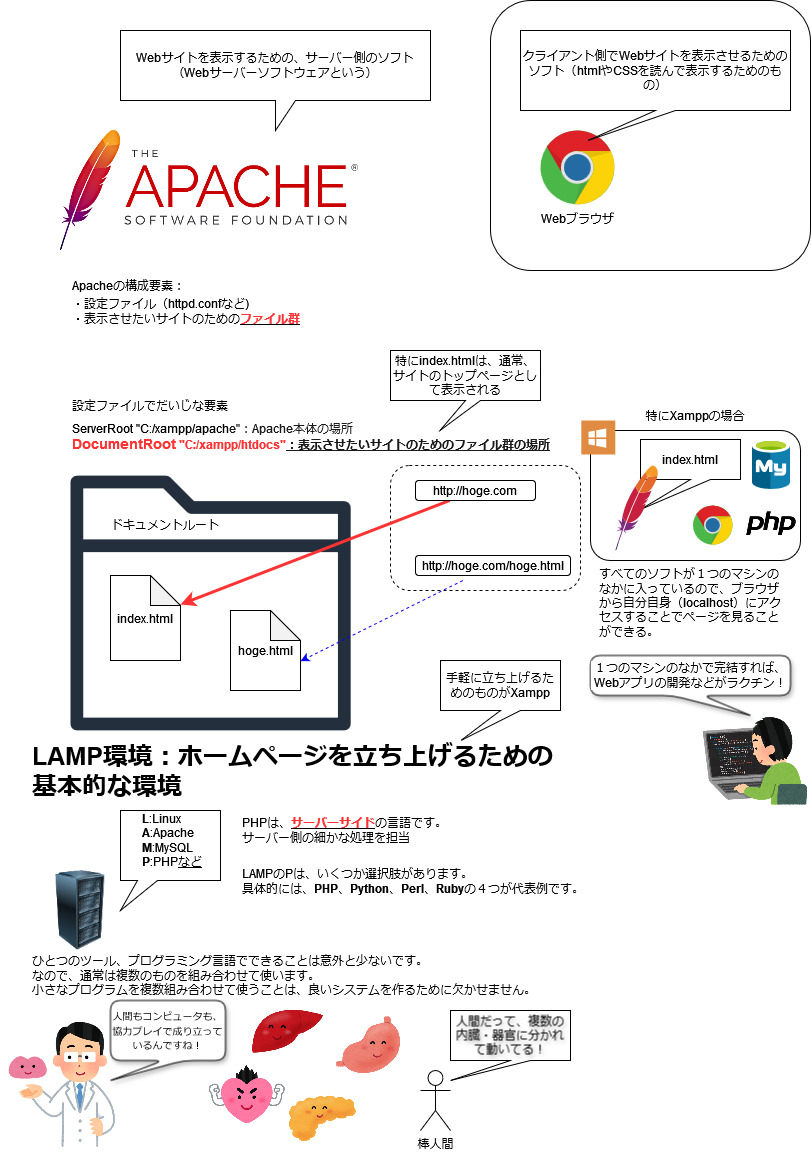 Webサイトを表示するための、サーバー側のソフト
（Webサーバーソフトウェアという）
クライアント側でWebサイトを表示させるための
ソフト（htmlやCSSを読んで表示するためのも
の）
THE
APACHE®
SOFTWARE FOUNDATION
Webブラウザ
Apacheの構成要素：
・設定ファイル（httpd.confなど)
・表示させたいサイトのためのファイル群
特にindex.htmlは、通常、
サイトのトップページとし
て表示される
設定ファイルでだいじな要素
ServerRoot "C:/xampp/apache"：Apache本体の場所
DocumentRoot "C:/xampp/htdocs"：表示させたいサイトのためのファイル群の場所
特にXamppの場合
index.html
My
php
http://hoge.com
http://hoge.com/hoge.html
ドキュメントルート
index.html
hoge.html
すべてのソフトが１つのマシンの
なかに入っているので、ブラウザ
から自分自身（localhost）にアク
セスすることでページを見ること
ができる。
手軽に立ち上げるた
めのものがXampp
１つのマシンのなかで完結すれば、
Webアプリの開発などがラクチン！
LAMP環境：ホームページを立ち上げるための
基本的な環境
L:Linux
A:Apache
M:MySQL
P:PHPなど
PHPは、サーバーサイドの言語です。
サーバー側の細かな処理を担当
LAMPのPは、いくつか選択肢があります。
具体的には、PHP、Python、Perl、Rubyの４つが代表例です。
ひとつのツール、プログラミング言語でできることは意外と少ないです。
なので、通常は複数のものを組み合わせて使います。
小さなプログラムを複数組み合わせて使うことは、良いシステムを作るために欠かせません。
人間もコンピュータも、
協力プレイで成り立って
いるんですね！
人間だって、複数の
内臓・器官に分かれ
て動いてる！
棒人間